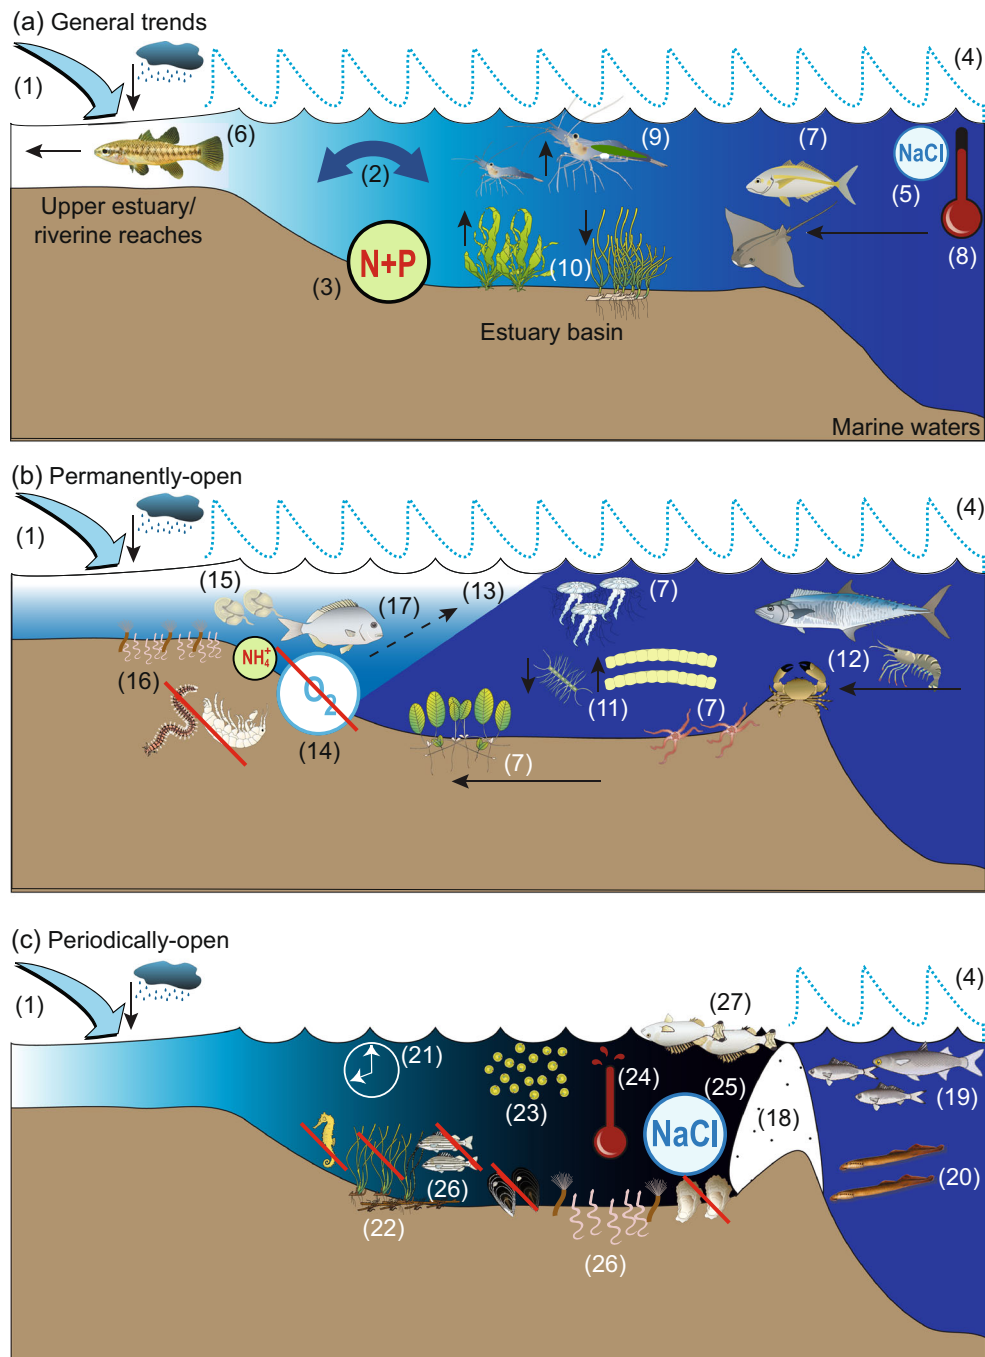 (a) General trends
(1)
(4)
(6)
(9)
(7)
NaCl
(2)
(5)
Upper estuary/
riverine reaches
(3)
N+P
(10)
(8)
Estuary basin
Marine waters
(b) Permanently-open
(1)
(4)
(15)
(17)
(13)
(7)
NH4+
(16)
O2
(12)
(11)
(7)
(14)
(7)
(c) Periodically-open
(1)
(4)
(27)
(21)
(24)
(25)
(23)
(19)
(18)
NaCl
(26)
(20)
(22)
(26)